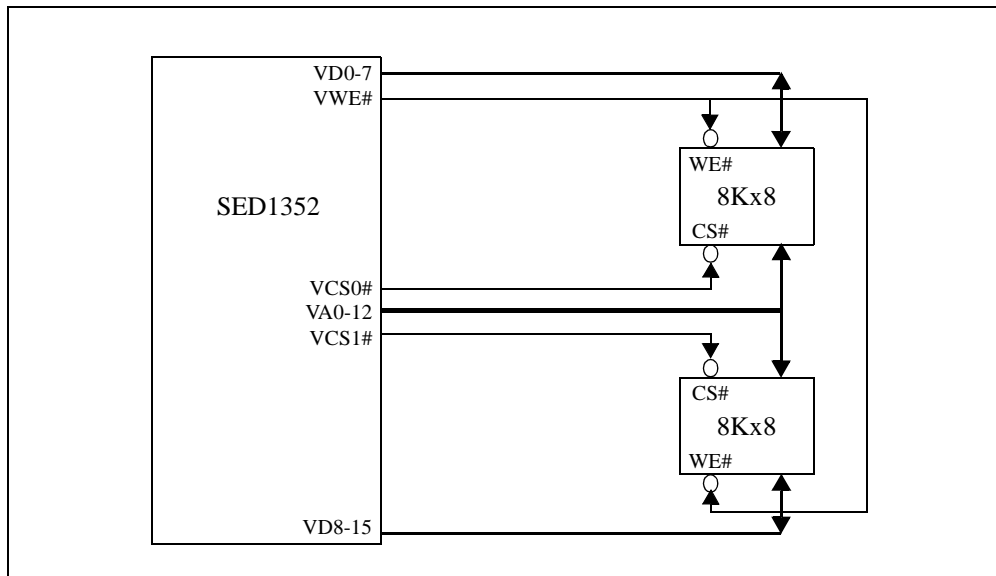 VD0-7
VWE#
WE#
8Kx8
SED1352
CS#
VCS0#
VA0-12
VCS1#
CS#
8Kx8
WE#
VD8-15